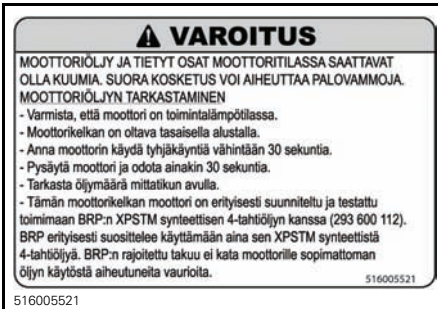 VAROITUS
MOOTTORIÖLJY JA TIETYT OSAT MOOTTORITILASSA SAATTAVAT
OLLA KUUMIA. SUORA KOSKETUS VOI AIHEUTTAA PALOVAMMOJA.
MOOTTORIÖLJYN TARKASTAMINEN
- Varmista, että moottori on toimintalämpötilassa.
- Moottorikelkan on oltava tasaisella alustalla.
- Anna moottorin käydä tyhjäkäyntiä vähintään 30 sekuntia.
- Pysäytä moottori ja odota ainakin 30 sekuntia.
- Tarkasta öljymäärä mittatikun avulla.
- Tämän moottorikelkan moottori on erityisesti suunniteltu ja testattu
toimimaan BRP:n XPSTM synteettisen 4-tahtiöljyn kanssa (293 600 112).
BRP erityisesti suosittelee käyttämään aina sen XPSTM synteettistä
4-tahtiöljyä. BRP:n rajoitettu takuu ei kata moottorille sopimattoman
öljyn käytöstä aiheutuneita vaurioita.
516005521
516005521